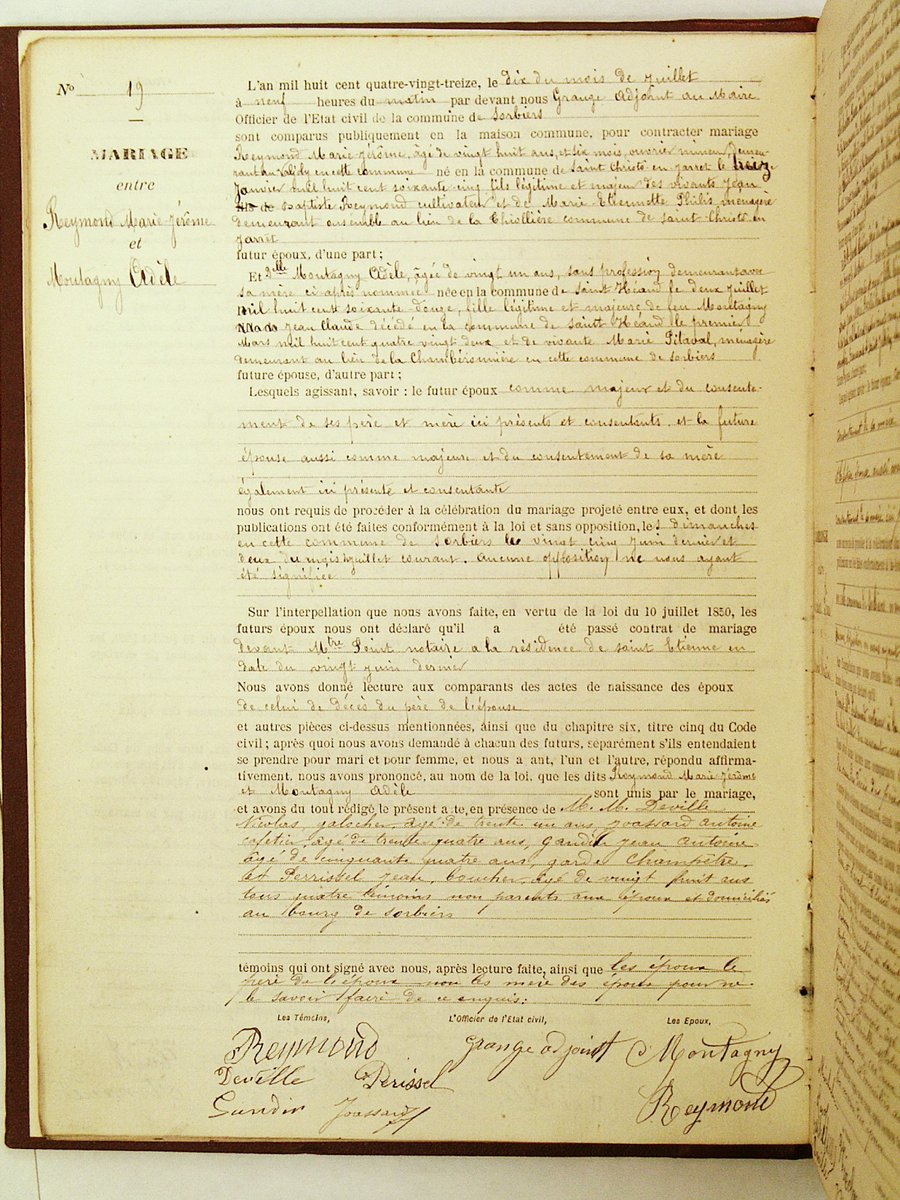 No 19
MARIAGE
entre
Reymond Marie Jérôme
et
Montagny Adèle
L'an mil huit cent quatre-vingt-treize, le dix du mois de Juillet
à neuf heures du matin par devant nous Grange Adjoint au Maire
Officier de l'Etat civil de la commune de Sorbiers
sont comparus publiquement en la maison commune, pour contracter mariage
Reymond Marie Jérôme, âgé de vingt huit ans, et six mois, ouvrier mineur, demeu-
rant au en cette commune né en la commune de Saint Christô en Jarret le treize
Janvier mil huit cent soixante cinq fils légitime et majeur des vivants Jean
Baptiste Reymond cultivateur et de Marie Etiennette Philis ménagère
demeurant ensemble au lieu de la Thiollière commune de Saint-Christô en
Jarret
futur époux, d'une part;
Et Dlle Montagny Adèle, âgée de vingt un ans, sans profession demeurant avec
sa mère ci après nommée née en la commune de Saint Héand le deux Juillet
mil huit cent soixante-douze, fille légitime et majeure de feu Montagny
Jean Claude décédé en la commune de Saint Héand le premier
Mars mil huit cent quatre vingt deux et de vivante Marie Pitaval, ménagère
demeurant au lieu de la en cette commune de Sorbiers
future épouse, d'autre part;
Lesquels agissant, savoir : le futur époux comme majeur et du consente-
ment de ses père et mère ici présents et consentants et la future
épouse aussi comme majeure et du consentement de sa mère
également ici présente et consentante
nous ont requis de procéder à la célébration du mariage projeté entre eux, et dont les
publications ont été faites conformément à la loi et sans opposition, les dimanches
en cette commune de Sorbiers le vingt cinq Juin dernier et
deux du mois Juillet courant. Aucune opposition ne nous ayant
été signifiée
Sur l'interpellation que nous avons faite, en vertu de la loi du 10 juillet 1850, les
futurs époux nous ont déclaré qu'il a été passé contrat de mariage
devant Mtre notaire à la résidence de Saint Etienne en
date du vingt juin dernier
Nous avons donné lecture aux comparants des actes de naissance des époux
de celui de décès du père de l'épouse
et autres pièces ci-dessus mentionnées, ainsi que du chapitre six, titre cinq du Code
civil; après quoi nous avons demandé à chacun des futurs, séparément s'ils entendaient
se prendre pour mari et pour femme, et nous a ant, l'un et l'autre, répondu affirma-
tivement, nous avons prononcé, au nom de la loi, que les dits Reymond Marie Jérôme
et Montagny Adèle sont unis par le mariage,
et avons du tout rédigé le présent a te, en présence de M.M. Deville
Nicolas, âgé de trente un ans, Joassard Antoine
cafetier, âgé de trente quatre ans, Gandin Jean Antoine
âgé de cinquante quatre ans, garde champêtre,
et Perrissel Jean, boucher, âgé de vingt huit ans
tous quatre témoins non parents aux époux et domiciliés
au bourg de Sorbiers
témoins qui ont signé avec nous, après lecture faite, ainsi que les époux le
père de l'époux non les mère des époux pour ne
le savoir faire de ce enquis.
Les Témoins, L'Officier de l'Etat civil, Les Epoux,
Reymond Grange adjoint Montagny
Deville Périssel
Gandin Joassard Reymond